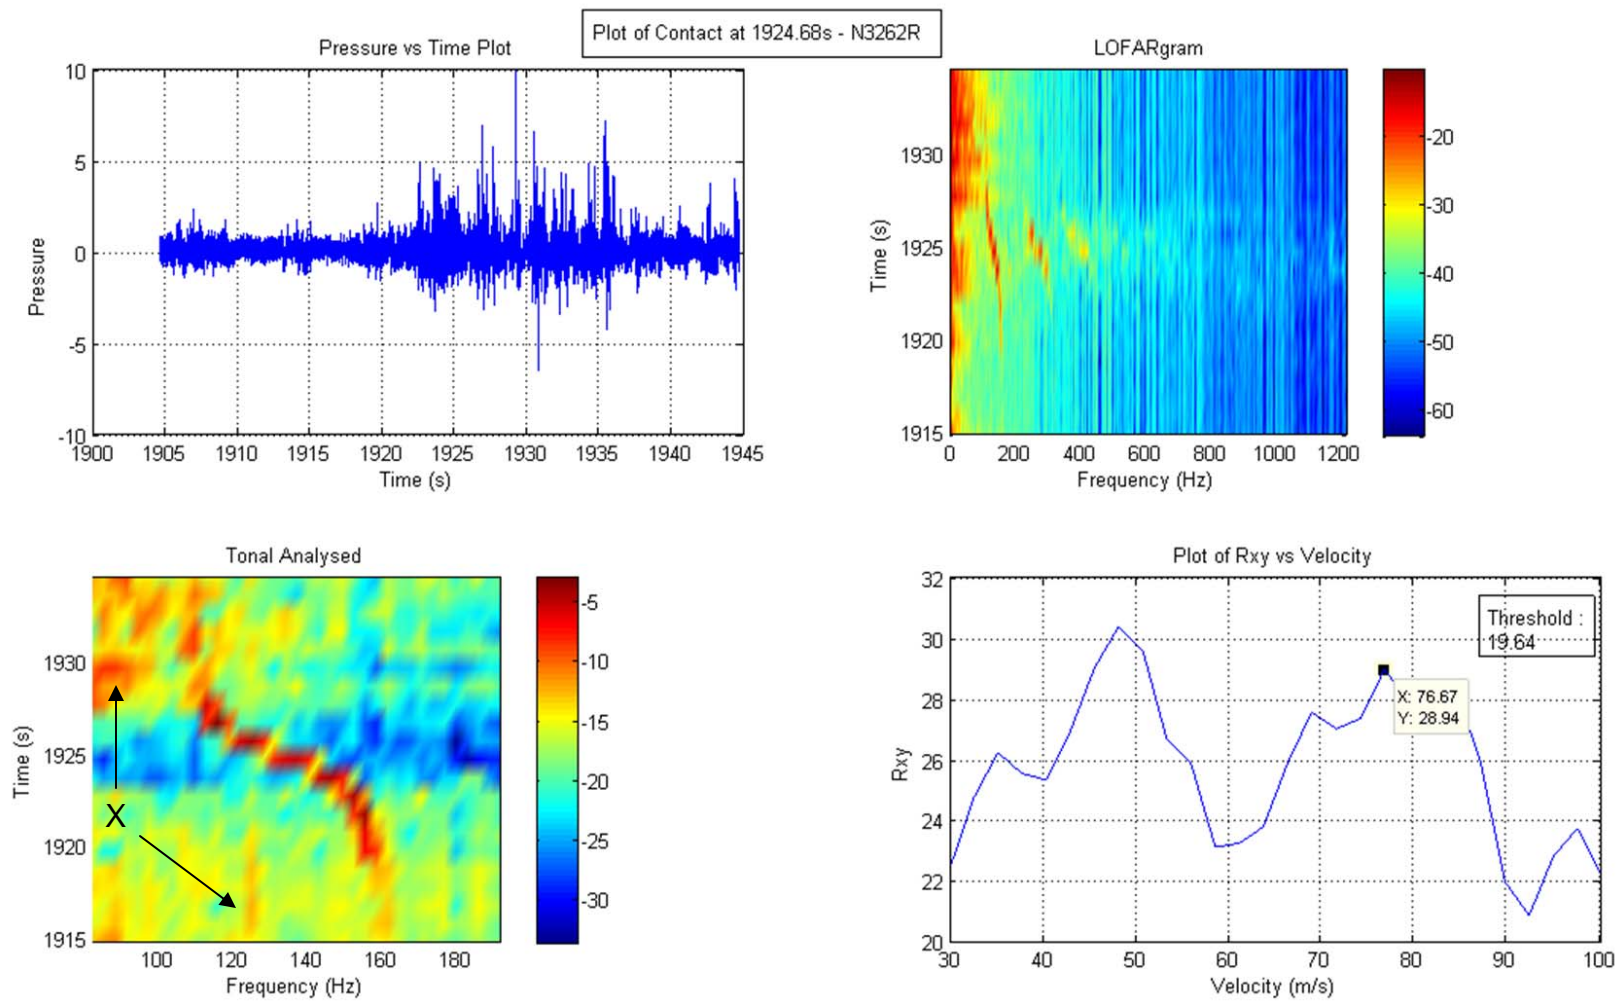 Plot of Contact at 1924.68s - N3262R
Pressure vs Time Plot
10
5
0
-5
-10
Pressure
1900 1905 1910 1915 1920 1925 1930 1935 1940 1945
Time (s)
LOFARgram
1930
1925
1920
1915
Time (s)
0 200 400 600 800 1000 1200
Frequency (Hz)
-20
-30
-40
-50
-60
Tonal Analysed
1930
1925
1920
1915
Time (s)
X
100 120 140 160 180
Frequency (Hz)
-5
-10
-15
-20
-25
-30
Plot of Rxy vs Velocity
32
30
28
26
24
22
20
Rxy
Threshold :
19.64
X: 76.67
Y: 28.94
30 40 50 60 70 80 90 100
Velocity (m/s)